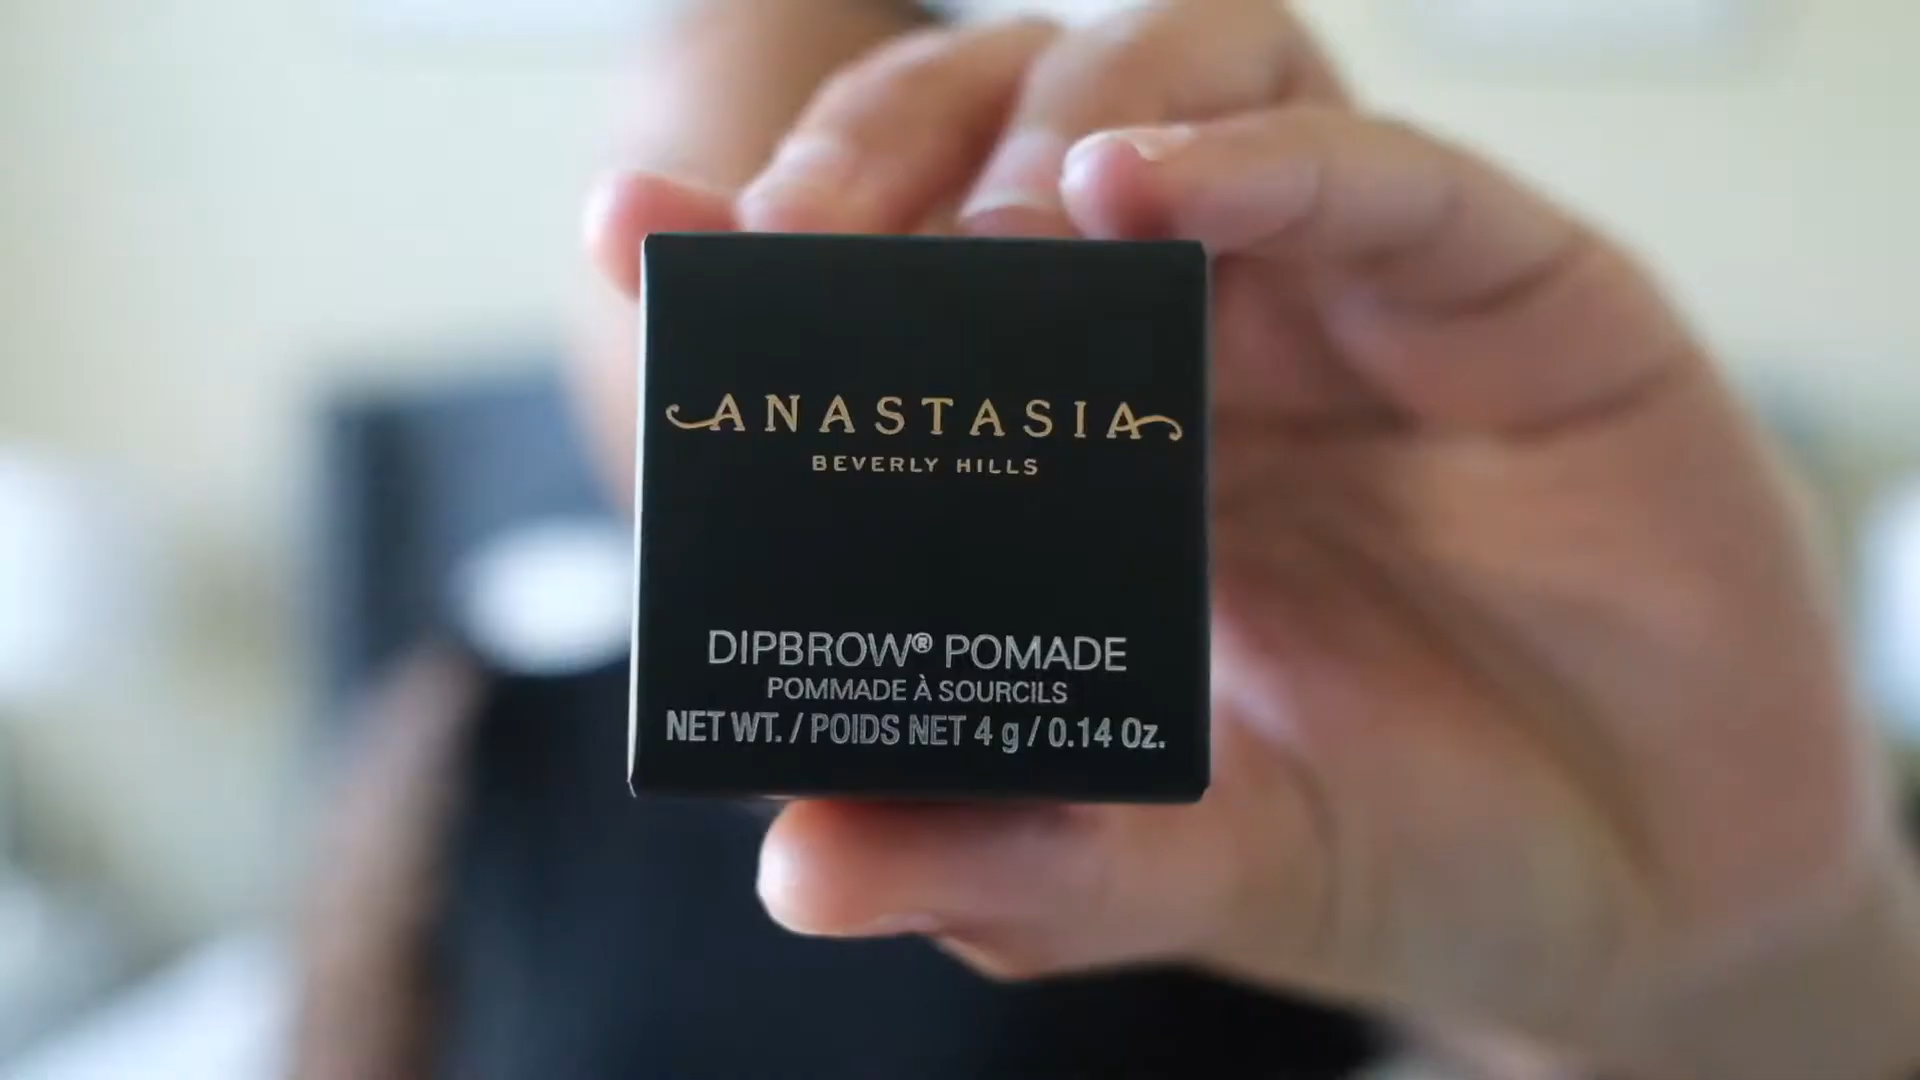 ANASTASIA
BEVERLY HILLS
DIPBROW® POMADE
POMMADE À SOURCILS
NET WT. / POIDS NET 4 g / 0.14 Oz.